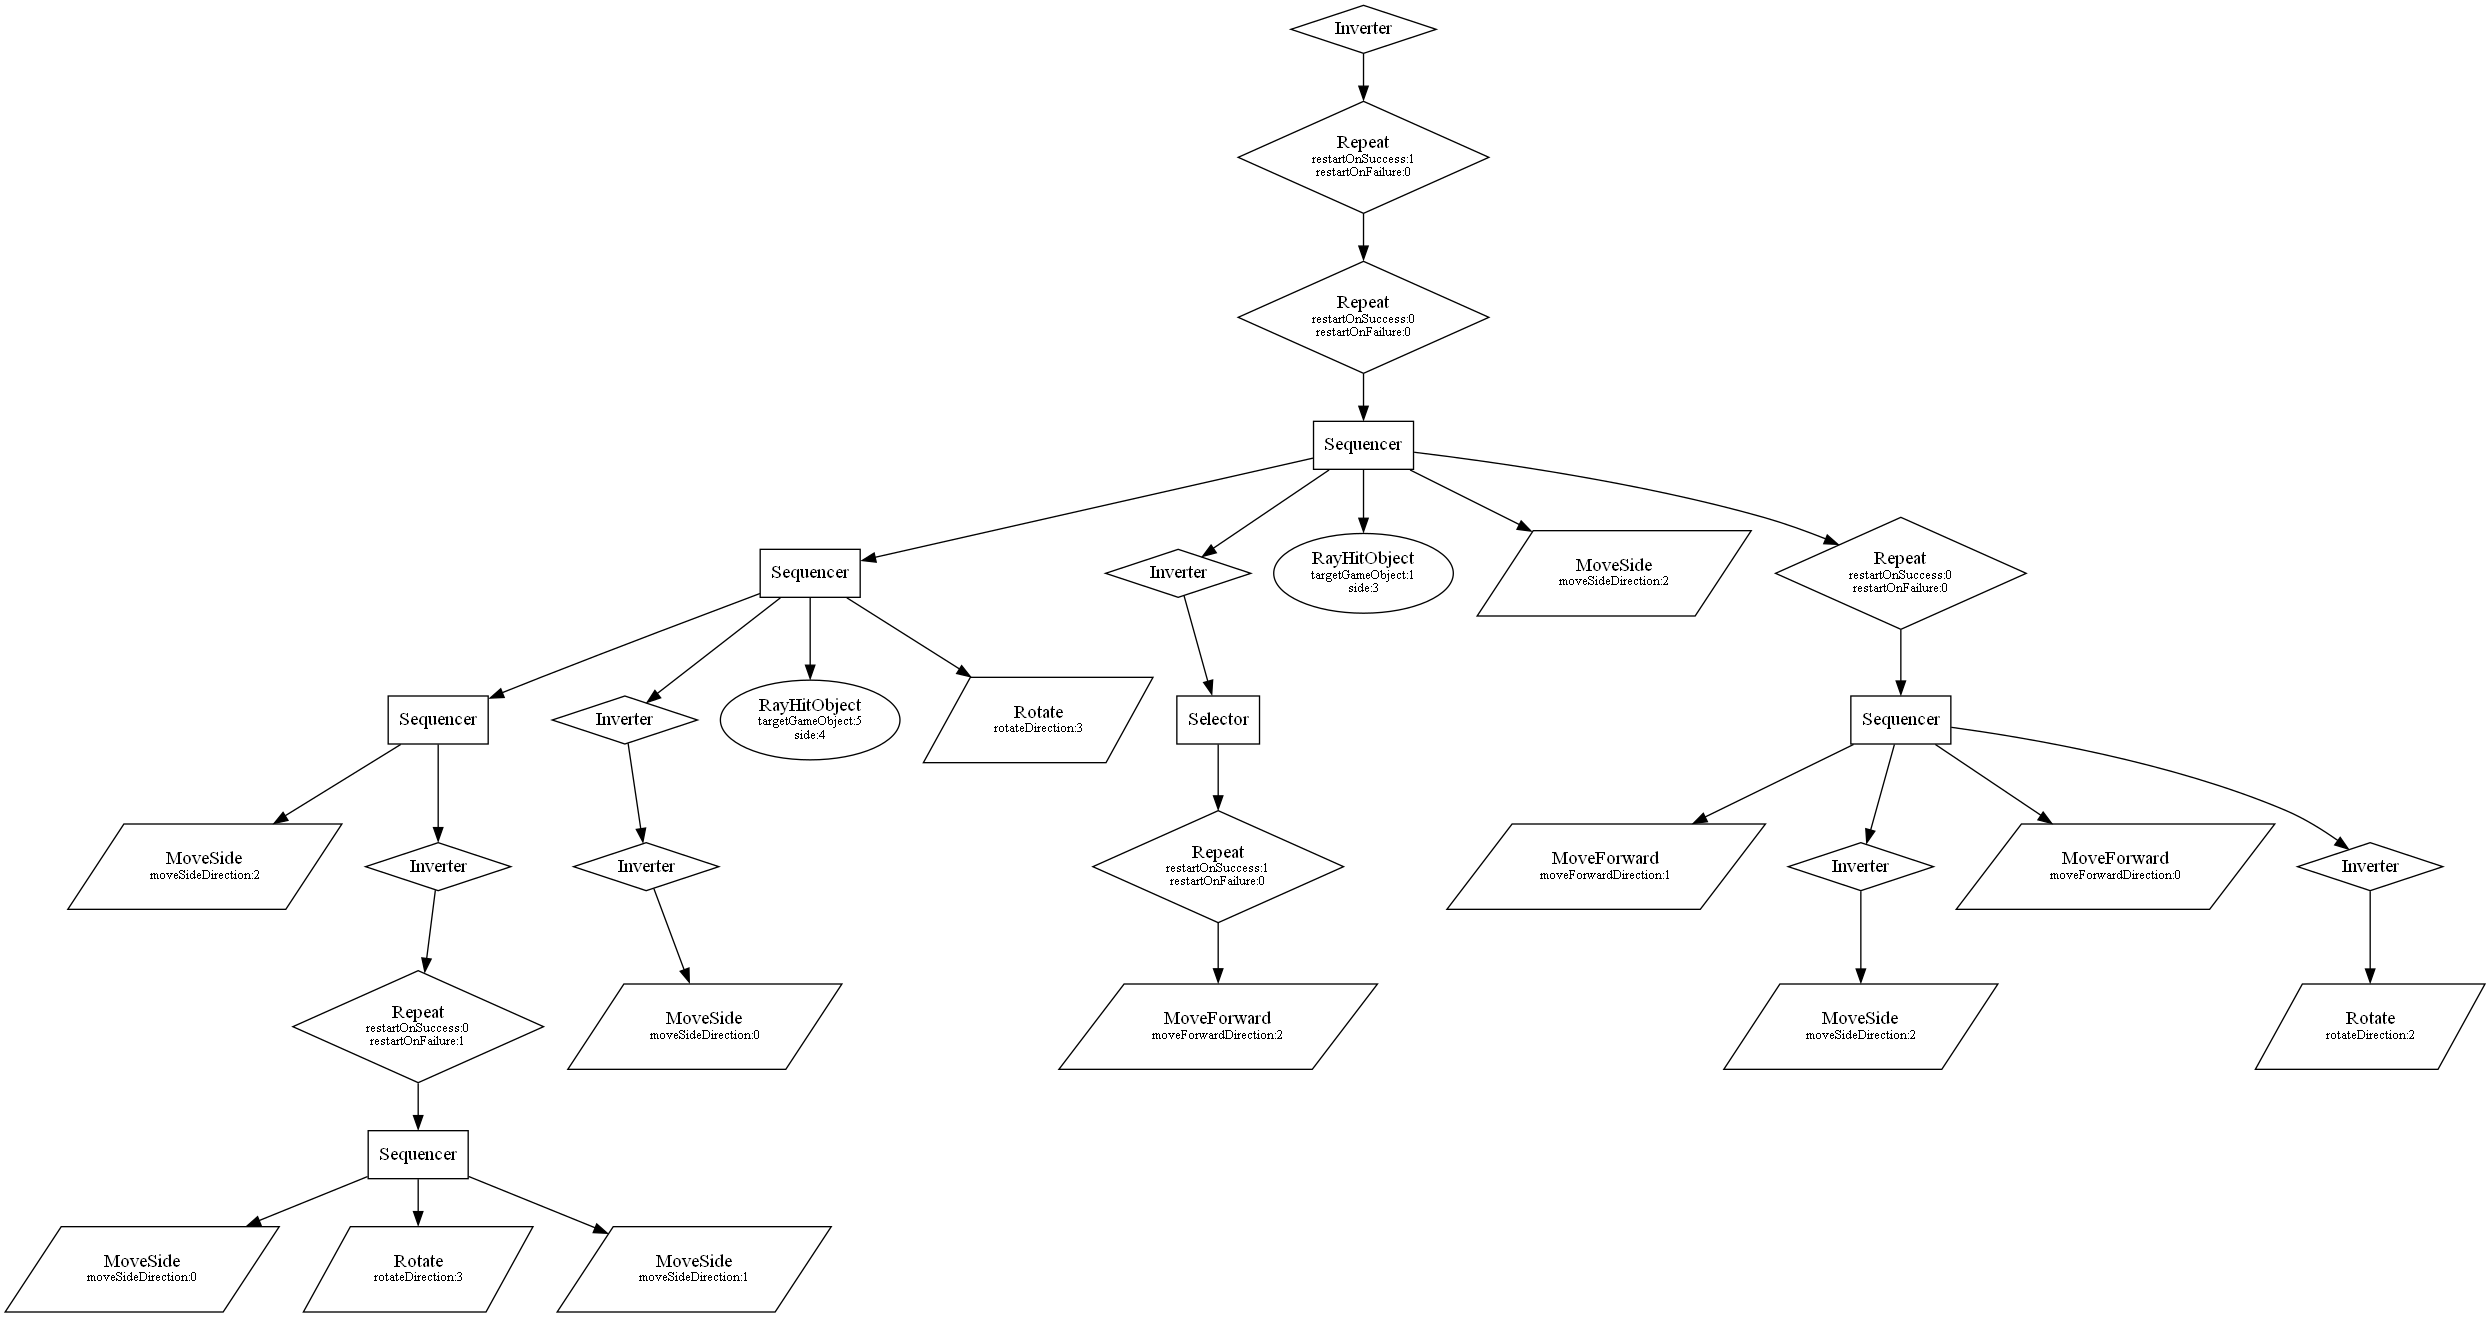 Inverter
Repeat
restartOnSuccess:1
restartOnFailure:0
Repeat
restartOnSuccess:0
restartOnFailure:0
Sequencer
Sequencer
Inverter
RayHitObject
targetGameObject:1
side:3
MoveSide
moveSideDirection:2
Repeat
restartOnSuccess:0
restartOnFailure:0
Sequencer
Inverter
RayHitObject
targetGameObject:5
side:4
Rotate
rotateDirection:3
Selector
Sequencer
MoveSide
moveSideDirection:2
Inverter
Inverter
Repeat
restartOnSuccess:1
restartOnFailure:0
MoveForward
moveForwardDirection:1
Inverter
MoveForward
moveForwardDirection:0
Inverter
Repeat
restartOnSuccess:0
restartOnFailure:1
MoveSide
moveSideDirection:0
MoveForward
moveForwardDirection:2
MoveSide
moveSideDirection:2
Rotate
rotateDirection:2
Sequencer
MoveSide
moveSideDirection:0
Rotate
rotateDirection:3
MoveSide
moveSideDirection:1